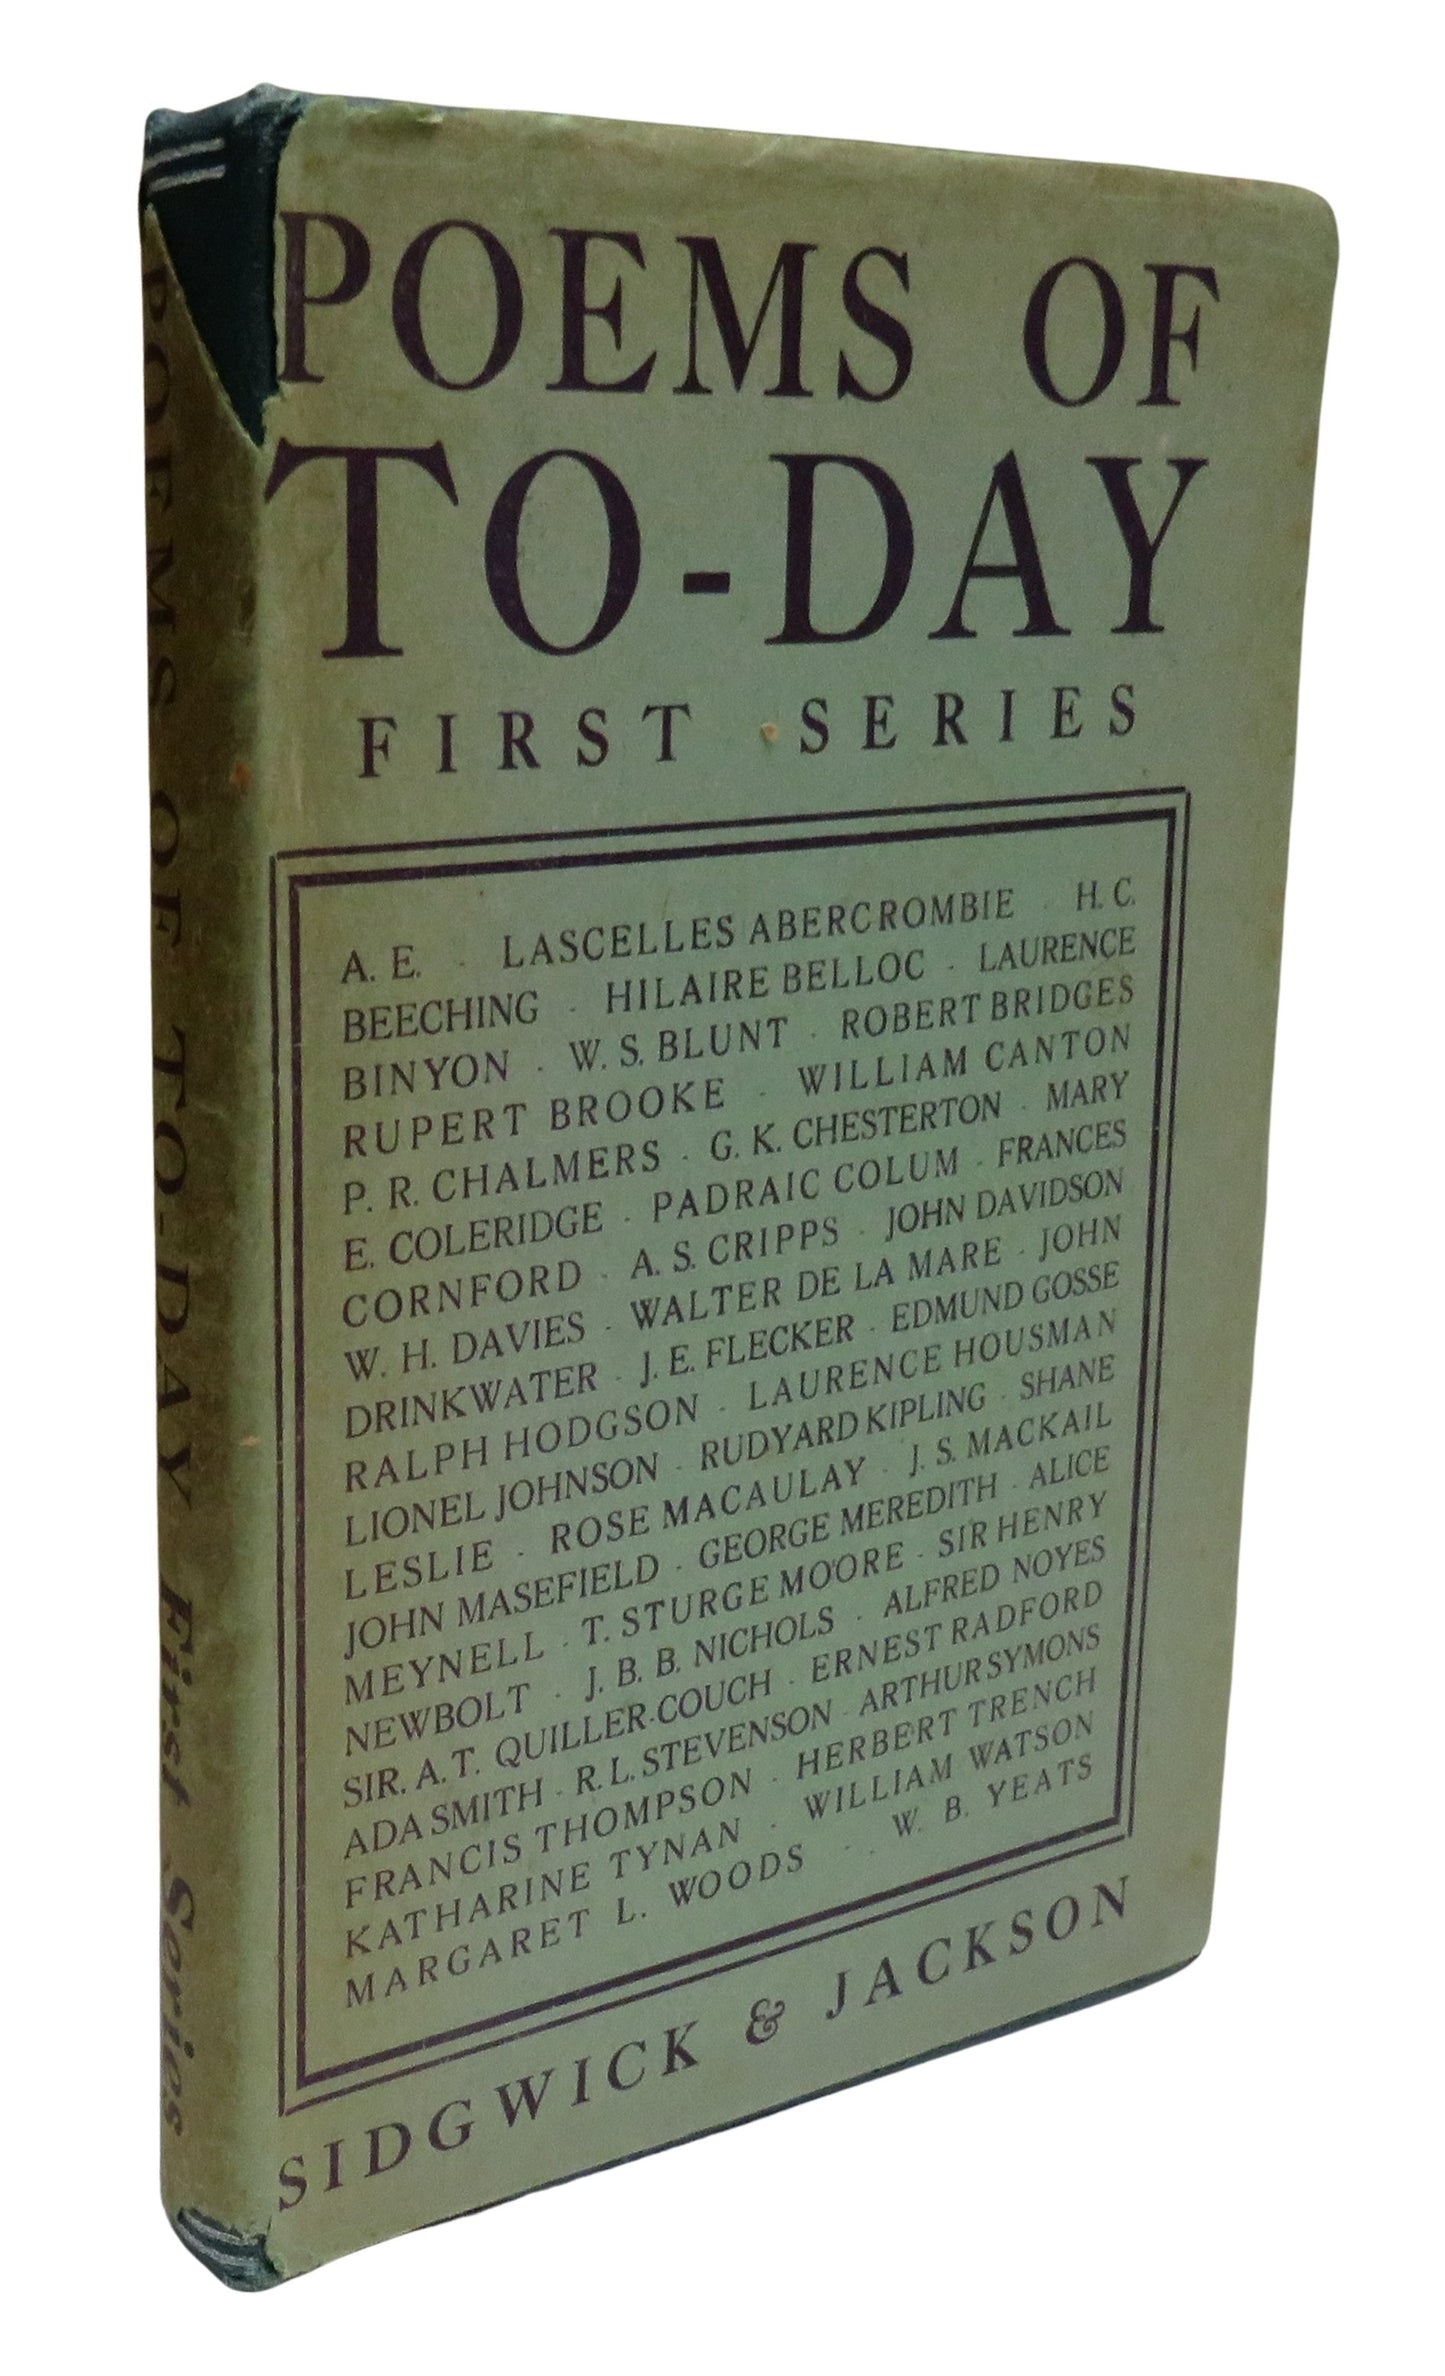 POEMS OF
TO-DAY
FIRST SERIES
A. E. · LASCELLES ABERCROMBIE · H. C.
BEECHING · HILAIRE BELLOC · LAURENCE
BINYON · W. S. BLUNT · ROBERT BRIDGES
RUPERT BROOKE · WILLIAM CANTON
P. R. CHALMERS · G. K. CHESTERTON · MARY
E. COLERIDGE · PADRAIC COLUM · FRANCES
CORNFORD · A. S. CRIPPS · JOHN DAVIDSON
W. H. DAVIES · WALTER DE LA MARE · JOHN
DRINKWATER · J. E. FLECKER · EDMUND GOSSE
RALPH HODGSON · LAURENCE HOUSMAN
LIONEL JOHNSON · RUDYARD KIPLING · SHANE
LESLIE · ROSE MACAULAY · J. S. MACKAIL
JOHN MASEFIELD · GEORGE MEREDITH · ALICE
MEYNELL · T. STURGE MOORE · SIR HENRY
NEWBOLT · J. B. B. NICHOLS · ALFRED NOYES
SIR. A. T. QUILLER-COUCH · ERNEST RADFORD
ADA SMITH · R. L. STEVENSON · ARTHUR SYMONS
FRANCIS THOMPSON · HERBERT TRENCH
KATHARINE TYNAN · WILLIAM WATSON
MARGARET L. WOODS · W. B. YEATS
SIDGWICK & JACKSON
POEMS OF TO-DAY First Series